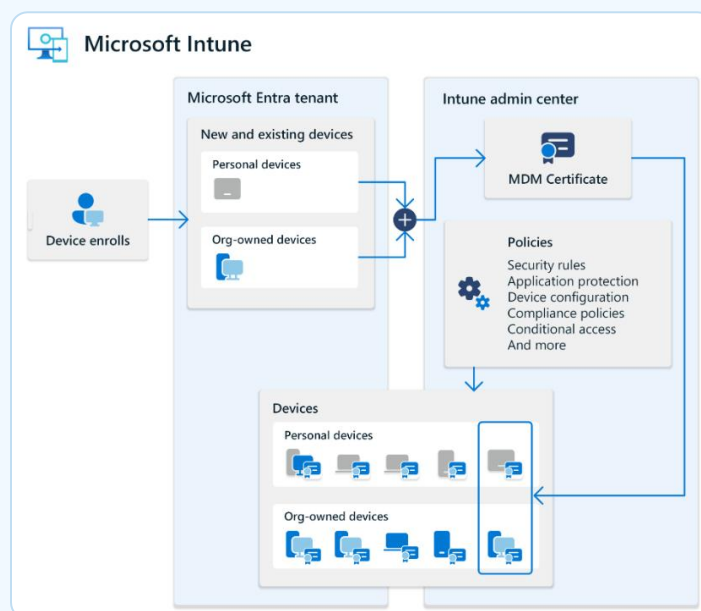 Microsoft Intune
Microsoft Entra tenant
Intune admin center
New and existing devices
Personal devices
MDM Certificate
Device enrolls
Org-owned devices
Policies
Security rules
Application protection
Device configuration
Compliance policies
Conditional access
And more
Devices
Personal devices
Org-owned devices